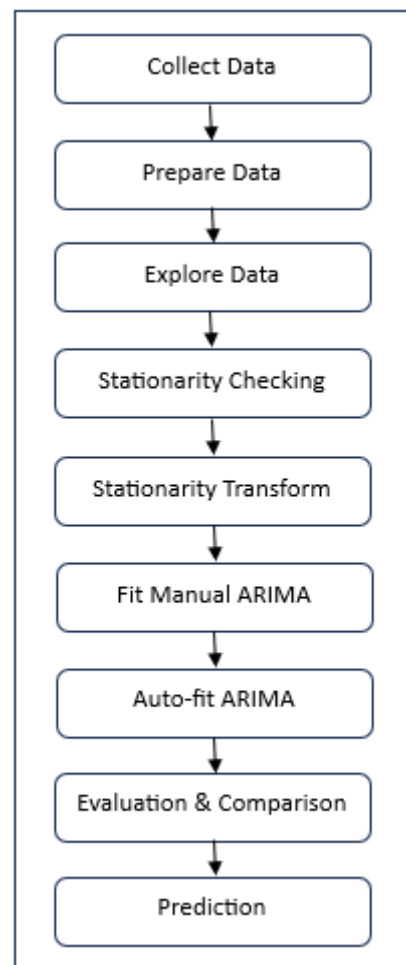 Collect Data
Prepare Data
Explore Data
Stationarity Checking
Stationarity Transform
Fit Manual ARIMA
Auto-fit ARIMA
Evaluation & Comparison
Prediction